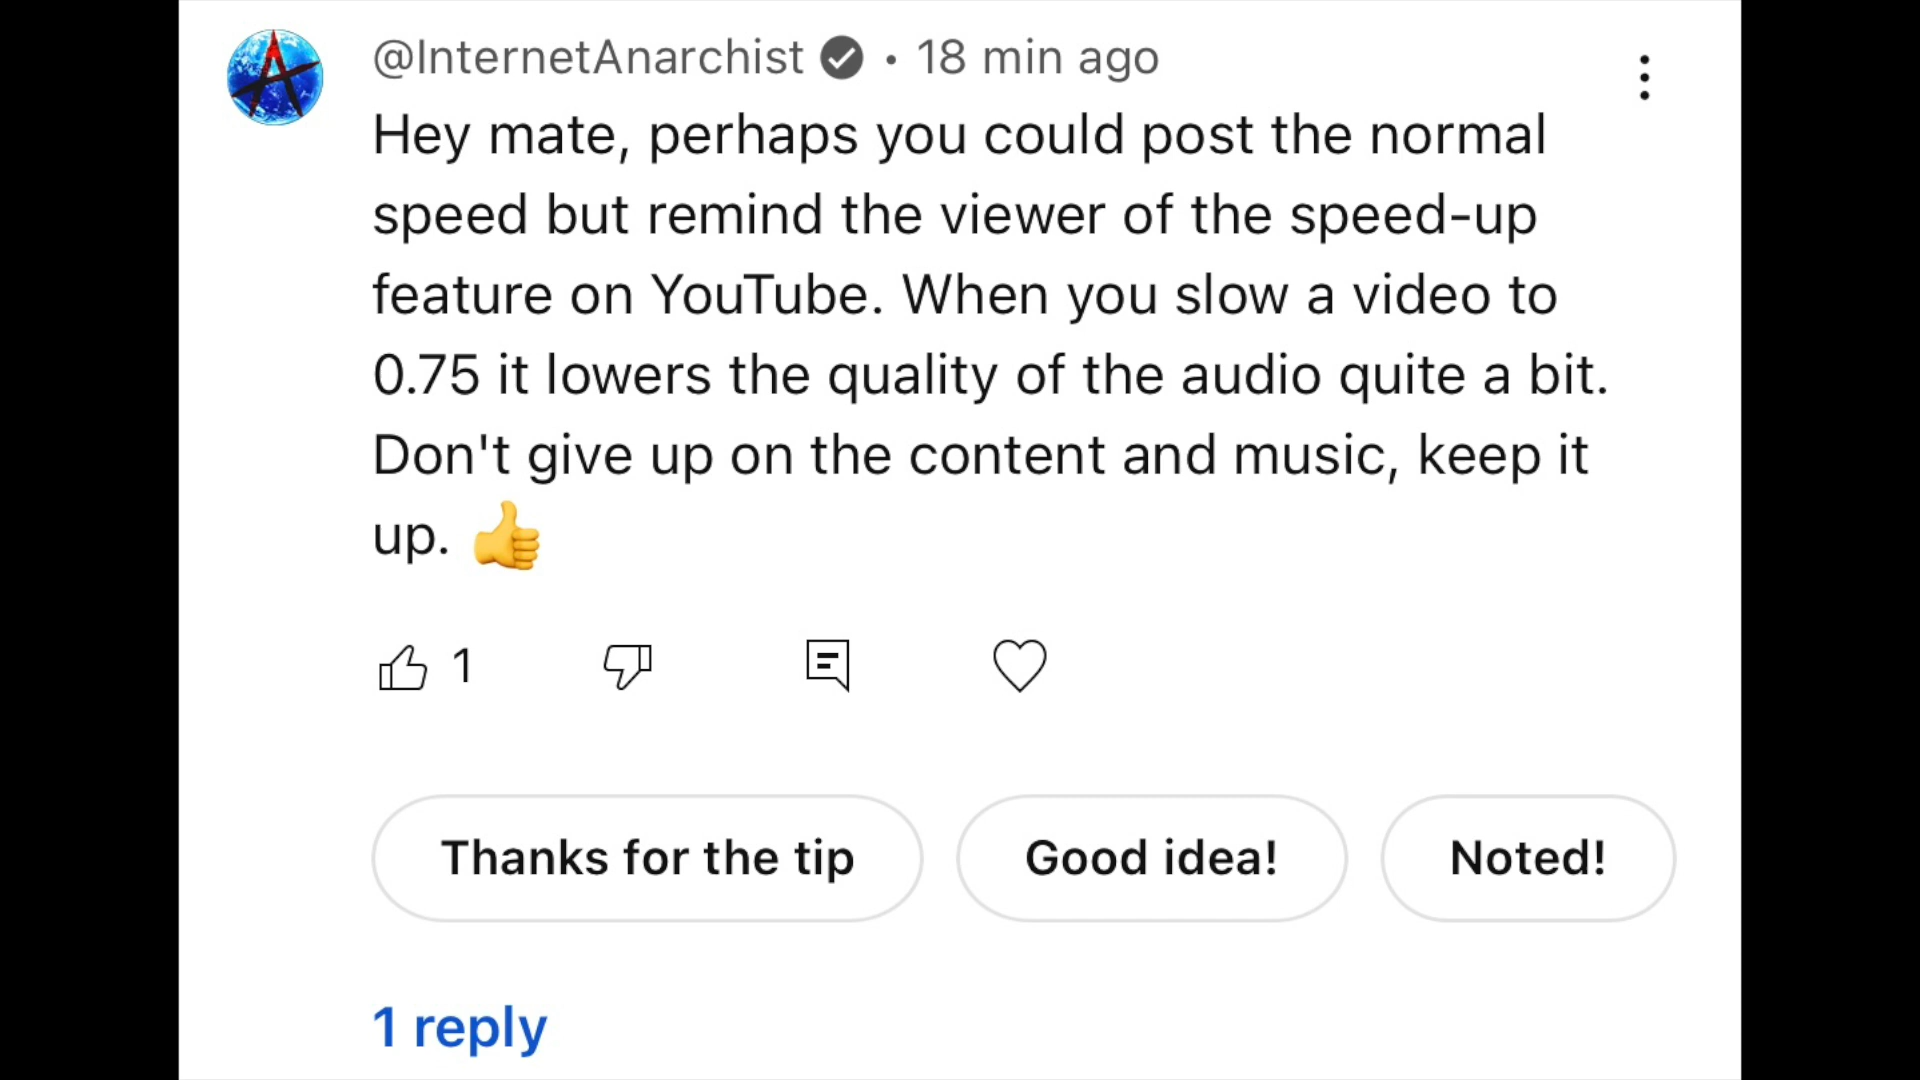 @InternetAnarchist • 18 min ago
Hey mate, perhaps you could post the normal
speed but remind the viewer of the speed-up
feature on YouTube. When you slow a video to
0.75 it lowers the quality of the audio quite a bit.
Don't give up on the content and music, keep it
up. 👍
1
Thanks for the tip Good idea! Noted!
1 reply